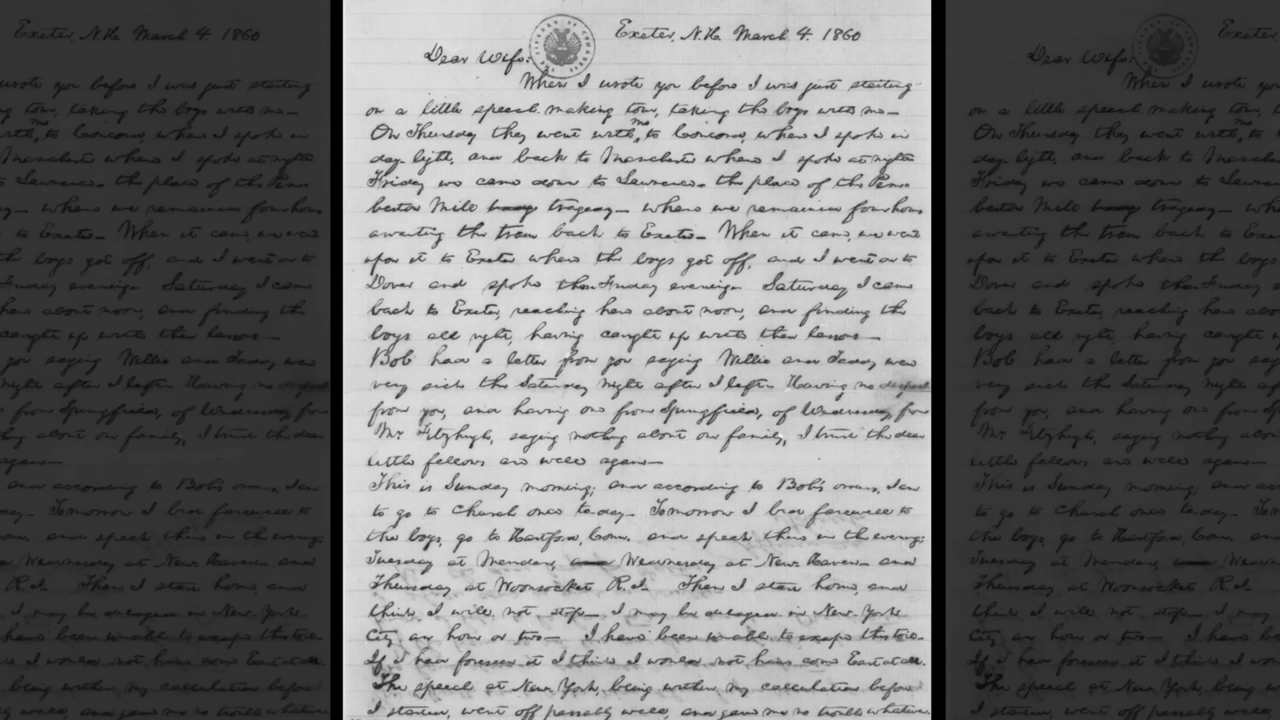 Exeter, N.H. March 4. 1860
Dear Wife:
When I wrote you before I was just starting
on a little speech-making tour, taking the boys with me—
On Thursday they went with me to Concord, where I spoke in
day-light, and back to Manchester where I spoke at night
Friday we came down to Lawrence—the place of the Pem-
berton Mill tragedy—where we remained four hours
awaiting the train back to Exeter— When it came, we went
upon it to Exeter where the boys got off, and I went on to
Dover and spoke there Friday evening— Saturday I came
back to Exeter, reaching here about noon, and finding the
boys all right, having caught up with their lessons—
Bob had a letter from you saying Willie and Taddy were
very sick the Saturday night after I left— Having no despatch
from you, and having one from Springfield, of Wednesday, from
Mr. Fitzhugh, saying nothing about our family, I trust the dear
little fellows are well again—
This is Sunday morning; and according to Bob's orders, I am
to go to church once to-day— Tomorrow I bid farewell to
the boys, go to Hartford, Conn. and speak there in the evening;
Tuesday at Meriden, Wednesday at New-Haven— and
Thursday at Woonsocket R.I— Then I start home, and
think I will not stop— I may be delayed in New-York
City an hour or two— I have been unable to escape this toil—
If I had foreseen it I think I would not have come East at all.
The speech at New-York, being within my calculation before
I started, went off passably well, and gave me no trouble whatever.